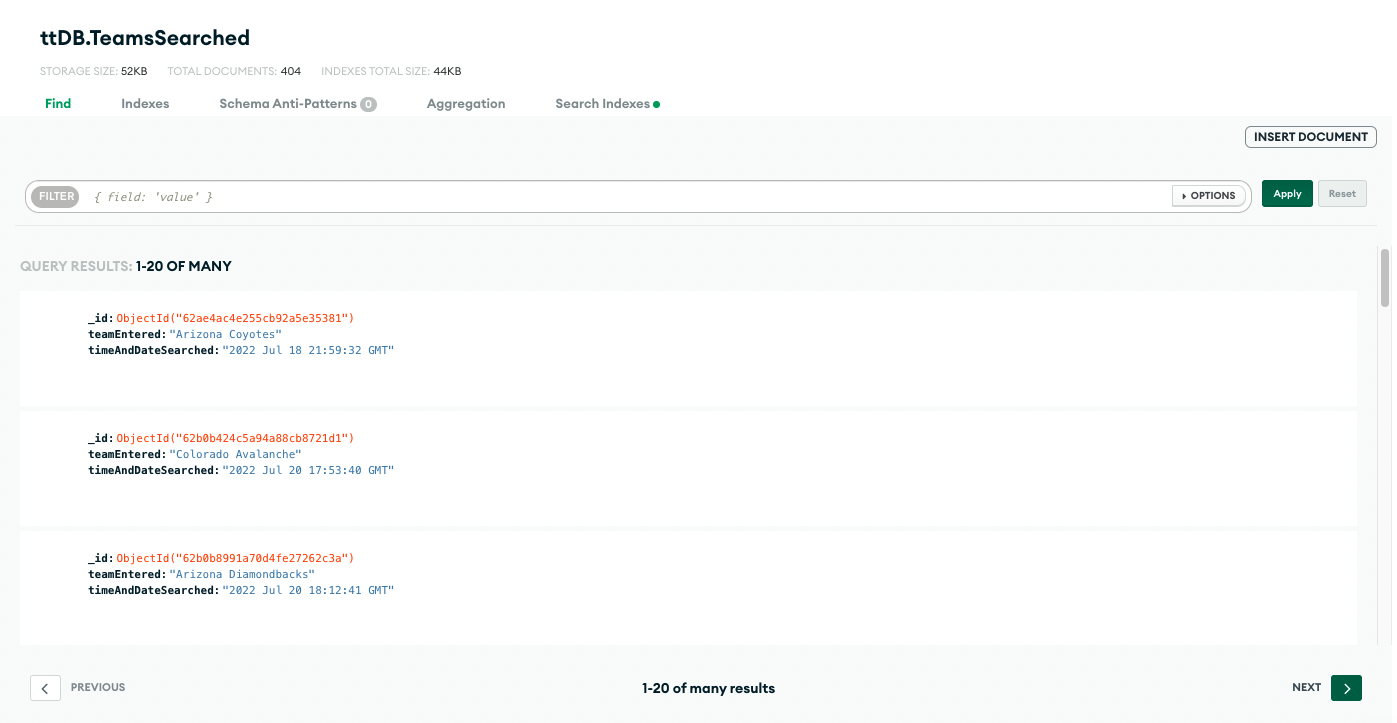 ttDB.TeamsSearched
STORAGE SIZE: 52KB TOTAL DOCUMENTS: 404 INDEXES TOTAL SIZE: 44KB
Find Indexes Schema Anti-Patterns 0 Aggregation Search Indexes
INSERT DOCUMENT
FILTER { field: 'value' } OPTIONS Apply Reset
QUERY RESULTS: 1-20 OF MANY
_id: ObjectId("62ae4ac4e255cb92a5e35381")
teamEntered: "Arizona Coyotes"
timeAndDateSearched: "2022 Jul 18 21:59:32 GMT"
_id: ObjectId("62b0b424c5a94a88cb8721d1")
teamEntered: "Colorado Avalanche"
timeAndDateSearched: "2022 Jul 20 17:53:40 GMT"
_id: ObjectId("62b0b8991a70d4fe27262c3a")
teamEntered: "Arizona Diamondbacks"
timeAndDateSearched: "2022 Jul 20 18:12:41 GMT"
PREVIOUS 1-20 of many results NEXT